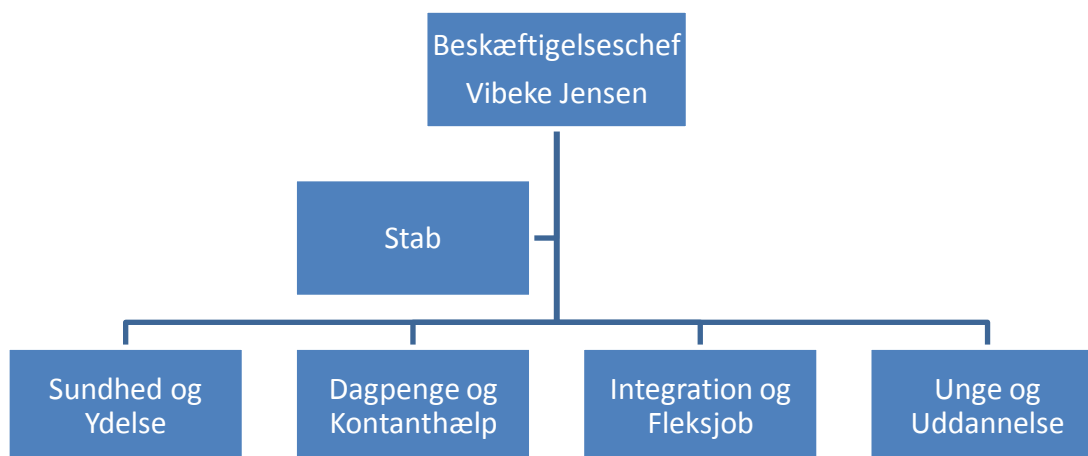 Beskæftigelseschef
Vibeke Jensen
Stab
Sundhed og
Ydelse
Dagpenge og
Kontanthælp
Integration og
Fleksjob
Unge og
Uddannelse